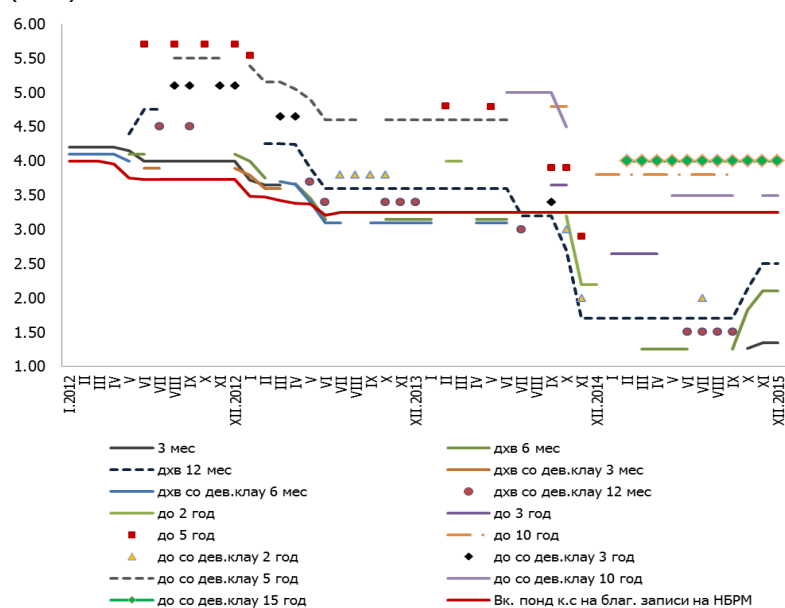 6.00
5.50
5.00
4.50
4.00
3.50
3.00
2.50
2.00
1.50
1.00
I.2012
II
III
IV
V
VI
VII
VIII
IX
X
XI
XII.2012
I
II
III
IV
V
VI
VII
VIII
IX
X
XI
XII.2013
I
II
III
IV
V
VI
VII
VIII
IX
X
XI
XII.2014
I
II
III
IV
V
VI
VII
VIII
IX
X
XI
XII.2015
3 мес
дхв 6 мес
дхв 12 мес
дхв со дев.клау 3 мес
дхв со дев.клау 6 мес
дхв со дев.клау 12 мес
до 2 год
до 3 год
до 5 год
до 10 год
до со дев.клау 2 год
до со дев.клау 3 год
до со дев.клау 5 год
до со дев.клау 10 год
до со дев.клау 15 год
Вк. понд к.с на благ. записи на НБРМ